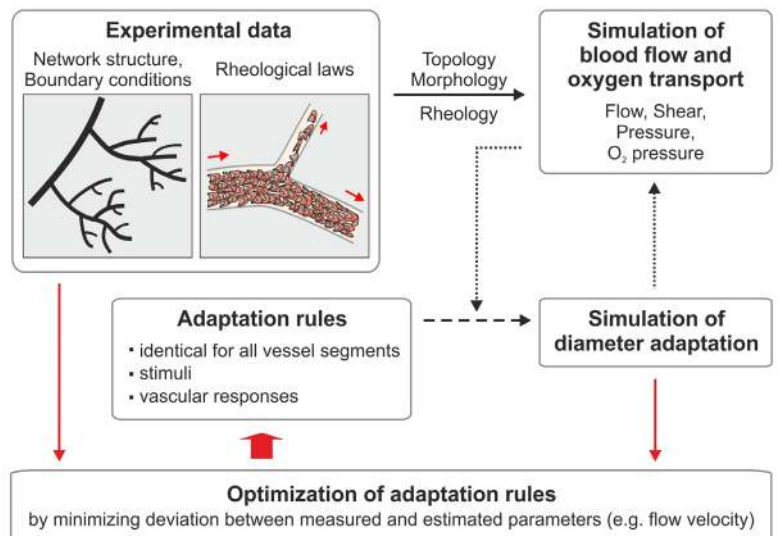 Experimental data
Network structure,
Boundary conditions
Rheological laws
Topology
Morphology
Rheology
Simulation of
blood flow and
oxygen transport
Flow, Shear,
Pressure,
O₂ pressure
Adaptation rules
▪ identical for all vessel segments
▪ stimuli
▪ vascular responses
Simulation of
diameter adaptation
Optimization of adaptation rules
by minimizing deviation between measured and estimated parameters (e.g. flow velocity)